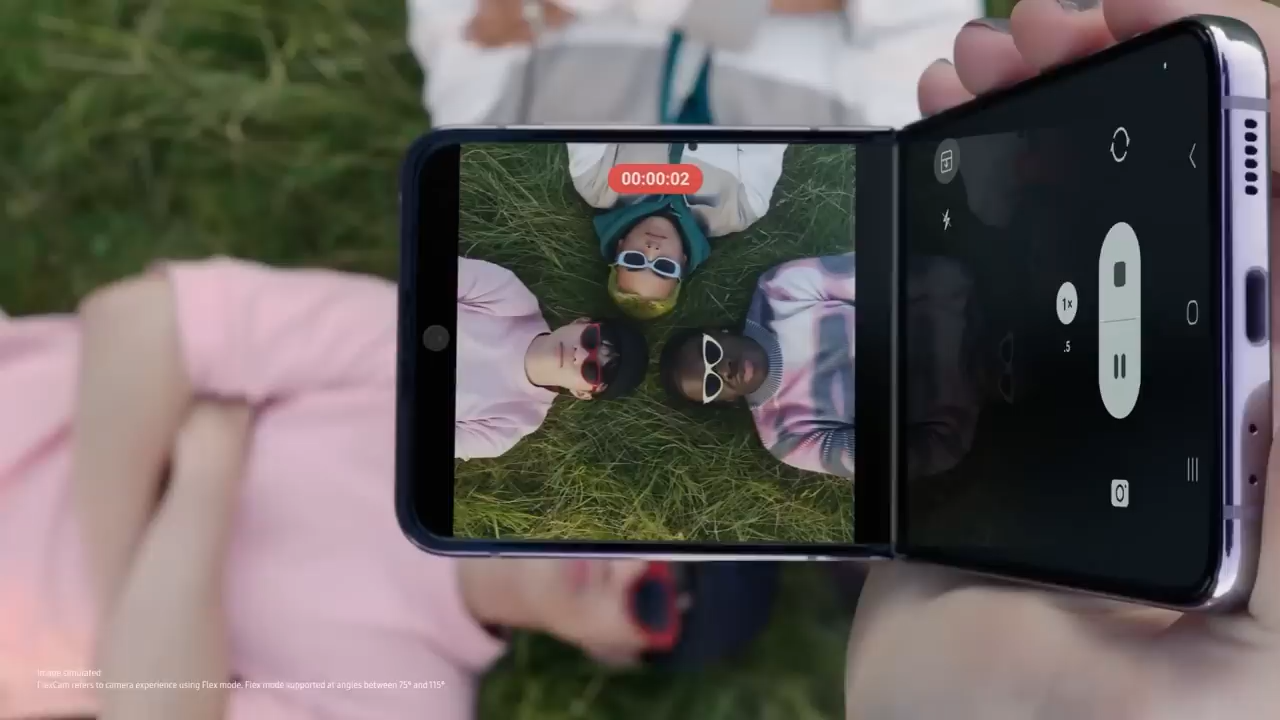 00:00:02
1×
.5
Image simulated
FlexCam refers to camera experience using Flex mode. Flex mode supported at angles between 75° and 115°